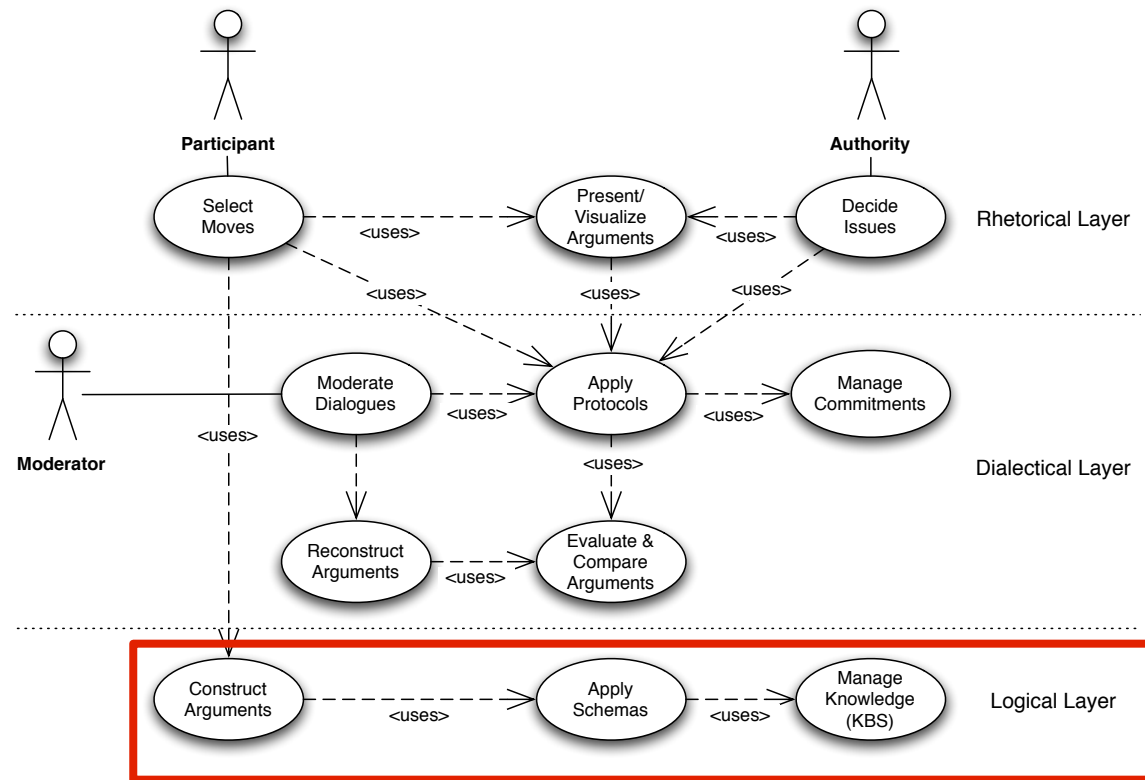 Participant
Authority
Select
Moves
Present/
Visualize
Arguments
Decide
Issues
Rhetorical Layer
<uses>
<uses>
<uses>
<uses>
<uses>
Moderator
Moderate
Dialogues
<uses>
Apply
Protocols
<uses>
Manage
Commitments
<uses>
<uses>
Dialectical Layer
Reconstruct
Arguments
<uses>
Evaluate &
Compare
Arguments
Construct
Arguments
<uses>
Apply
Schemas
<uses>
Manage
Knowledge
(KBS)
Logical Layer